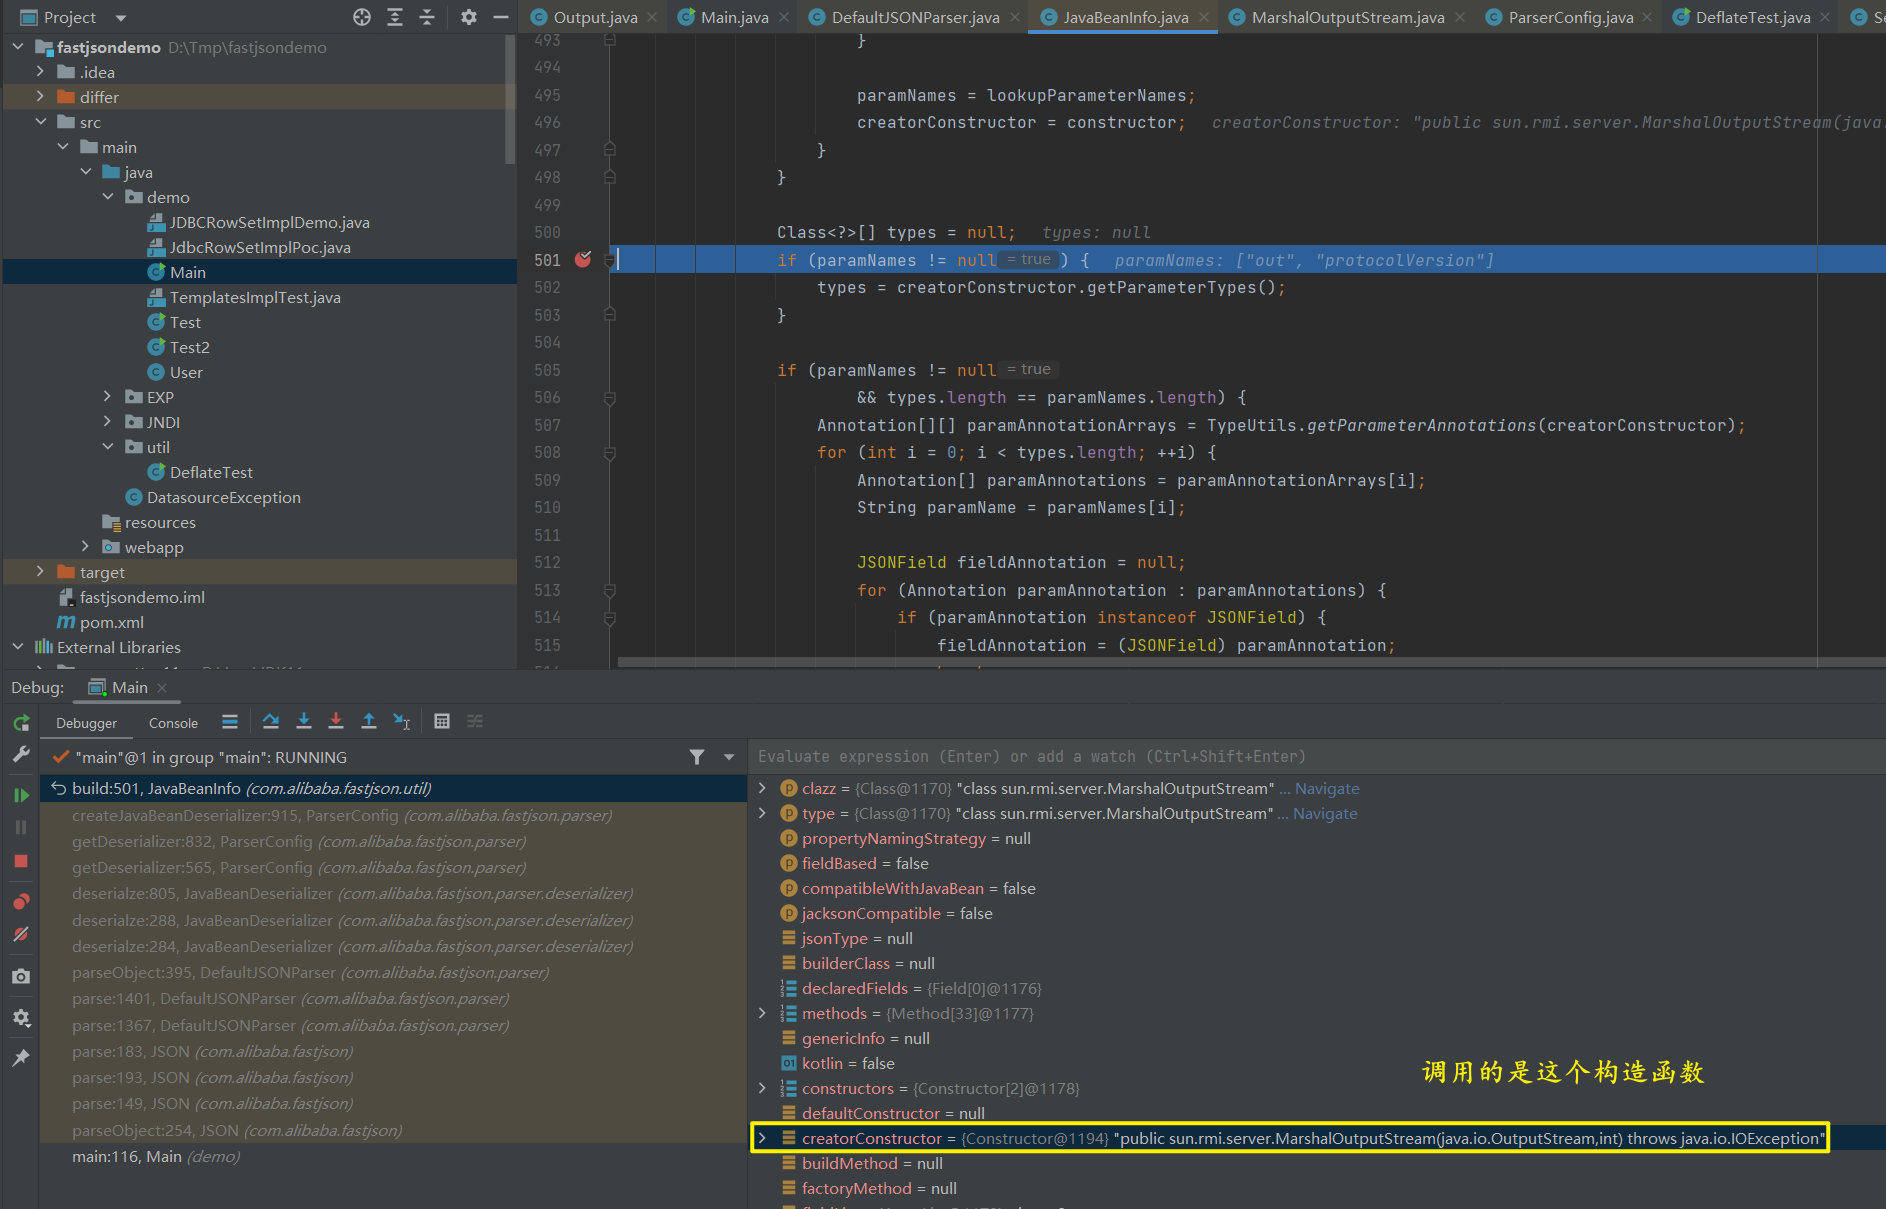 Project
Output.java
Main.java
DefaultJSONParser.java
JavaBeanInfo.java
MarshalOutputStream.java
ParserConfig.java
DeflateTest.java
fastjsondemo D:\Tmp\fastjsondemo
.idea
differ
src
main
java
demo
JDBCRowSetImplDemo.java
JdbcRowSetImplPoc.java
Main
TemplatesImplTest.java
Test
Test2
User
EXP
JNDI
util
DeflateTest
DatasourceException
resources
webapp
target
fastjsondemo.iml
pom.xml
External Libraries
493 }
494
495 paramNames = lookupParameterNames;
496 creatorConstructor = constructor; creatorConstructor: "public sun.rmi.server.MarshalOutputStream(java.
497 }
498 }
499
500 Class<?>[] types = null; types: null
501 if (paramNames != null = true ) { paramNames: ["out", "protocolVersion"]
502 types = creatorConstructor.getParameterTypes();
503 }
504
505 if (paramNames != null = true
506 && types.length == paramNames.length) {
507 Annotation[][] paramAnnotationArrays = TypeUtils.getParameterAnnotations(creatorConstructor);
508 for (int i = 0; i < types.length; ++i) {
509 Annotation[] paramAnnotations = paramAnnotationArrays[i];
510 String paramName = paramNames[i];
511
512 JSONField fieldAnnotation = null;
513 for (Annotation paramAnnotation : paramAnnotations) {
514 if (paramAnnotation instanceof JSONField) {
515 fieldAnnotation = (JSONField) paramAnnotation;
Debug: Main
Debugger Console
"main"@1 in group "main": RUNNING
build:501, JavaBeanInfo (com.alibaba.fastjson.util)
createJavaBeanDeserializer:915, ParserConfig (com.alibaba.fastjson.parser)
getDeserializer:832, ParserConfig (com.alibaba.fastjson.parser)
getDeserializer:565, ParserConfig (com.alibaba.fastjson.parser)
deserialze:805, JavaBeanDeserializer (com.alibaba.fastjson.parser.deserializer)
deserialze:288, JavaBeanDeserializer (com.alibaba.fastjson.parser.deserializer)
deserialze:284, JavaBeanDeserializer (com.alibaba.fastjson.parser.deserializer)
parseObject:395, DefaultJSONParser (com.alibaba.fastjson.parser)
parse:1401, DefaultJSONParser (com.alibaba.fastjson.parser)
parse:1367, DefaultJSONParser (com.alibaba.fastjson.parser)
parse:183, JSON (com.alibaba.fastjson)
parse:193, JSON (com.alibaba.fastjson)
parse:149, JSON (com.alibaba.fastjson)
parseObject:254, JSON (com.alibaba.fastjson)
main:116, Main (demo)
Evaluate expression (Enter) or add a watch (Ctrl+Shift+Enter)
clazz = {Class@1170} "class sun.rmi.server.MarshalOutputStream" ... Navigate
type = {Class@1170} "class sun.rmi.server.MarshalOutputStream" ... Navigate
propertyNamingStrategy = null
fieldBased = false
compatibleWithJavaBean = false
jacksonCompatible = false
jsonType = null
builderClass = null
declaredFields = {Field[0]@1176}
methods = {Method[33]@1177}
genericInfo = null
kotlin = false
调用的是这个构造函数
constructors = {Constructor[2]@1178}
defaultConstructor = null
creatorConstructor = {Constructor@1194} "public sun.rmi.server.MarshalOutputStream(java.io.OutputStream,int) throws java.io.IOException"
buildMethod = null
factoryMethod = null